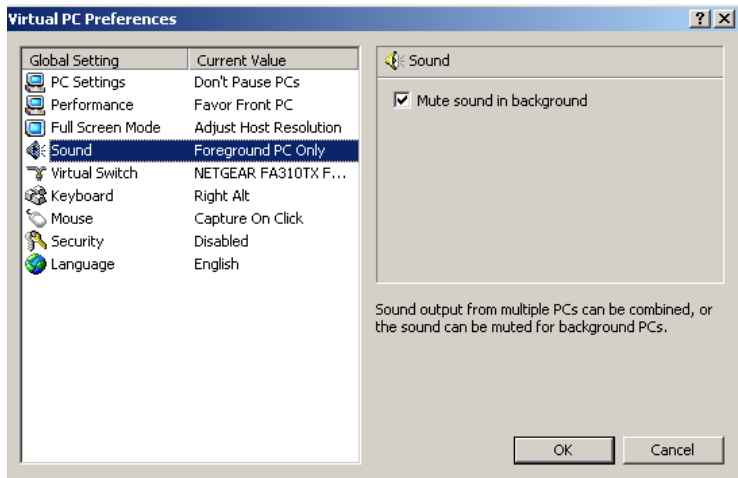 Virtual PC Preferences
Global Setting Current Value
PC Settings Don't Pause PCs
Performance Favor Front PC
Full Screen Mode Adjust Host Resolution
Sound Foreground PC Only
Virtual Switch NETGEAR FA310TX F...
Keyboard Right Alt
Mouse Capture On Click
Security Disabled
Language English
Sound
Mute sound in background
Sound output from multiple PCs can be combined, or
the sound can be muted for background PCs.
OK Cancel